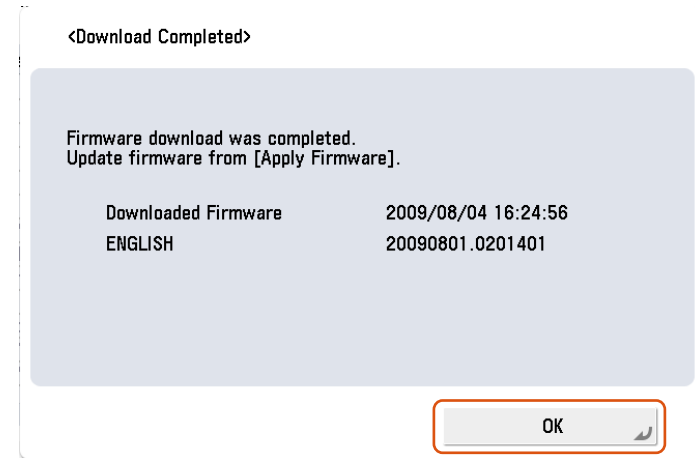 <Download Completed>
Firmware download was completed.
Update firmware from [Apply Firmware].
Downloaded Firmware 2009/08/04 16:24:56
ENGLISH 20090801.0201401
OK